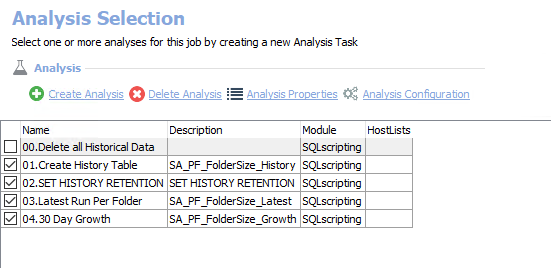 Analysis Selection
Select one or more analyses for this job by creating a new Analysis Task
Analysis
Create Analysis Delete Analysis Analysis Properties Analysis Configuration
Name Description Module HostLists
00.Delete all Historical Data SQLscripting
01.Create History Table SA_PF_FolderSize_History SQLscripting
02.SET HISTORY RETENTION SET HISTORY RETENTION SQLscripting
03.Latest Run Per Folder SA_PF_FolderSize_Latest SQLscripting
04.30 Day Growth SA_PF_FolderSize_Growth SQLscripting